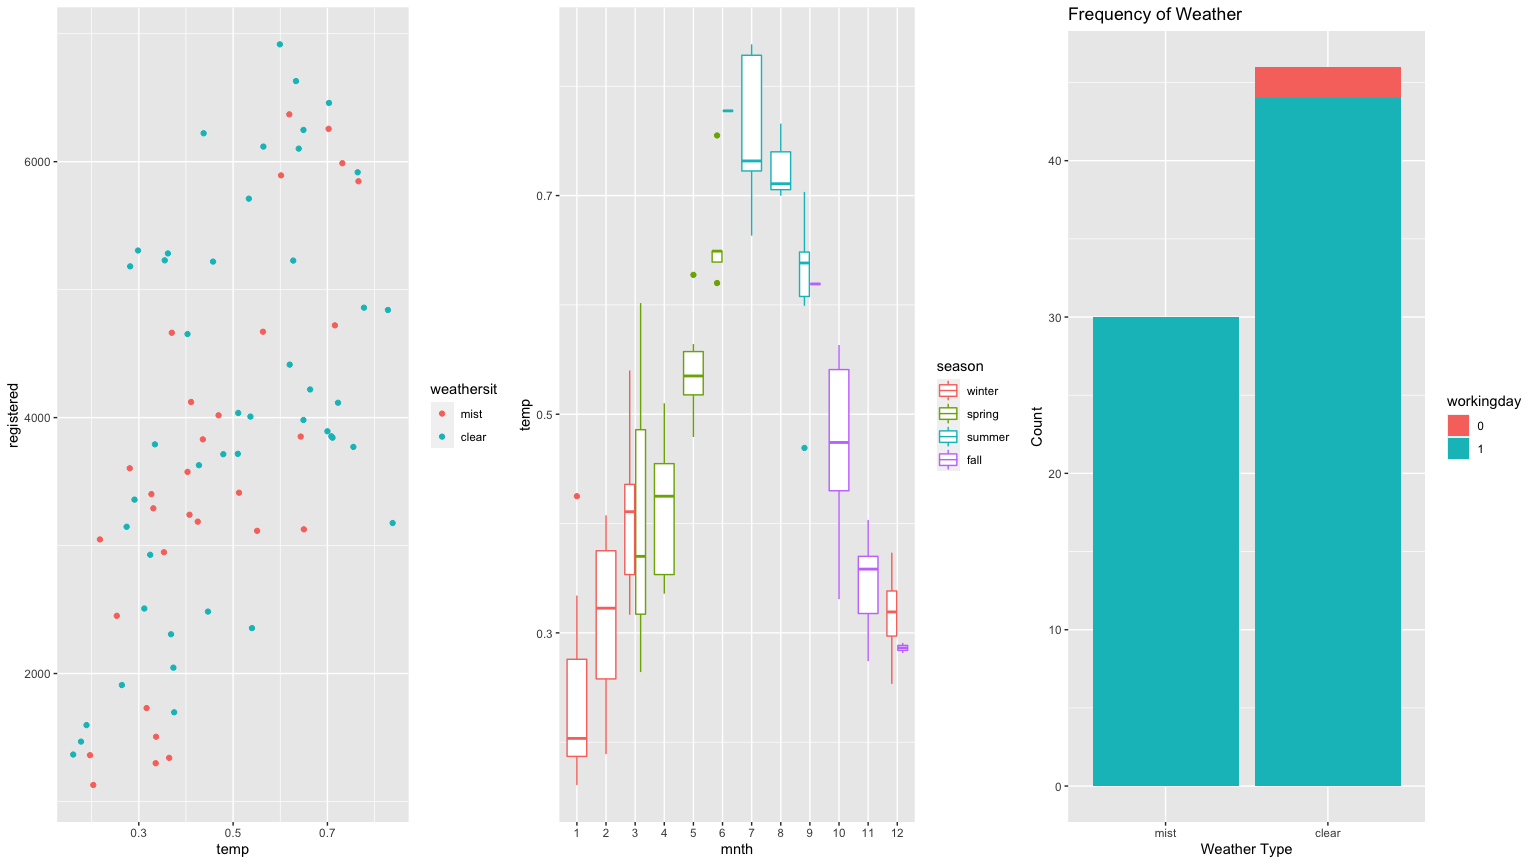 6000
4000
2000
0.3 0.5 0.7
temp
registered
weathersit
mist
clear
0.7
0.5
0.3
1 2 3 4 5 6 7 8 9 10 11 12
mnth
temp
season
winter
spring
summer
fall
Frequency of Weather
40
30
20
10
0
mist clear
Weather Type
Count
workingday
0
1